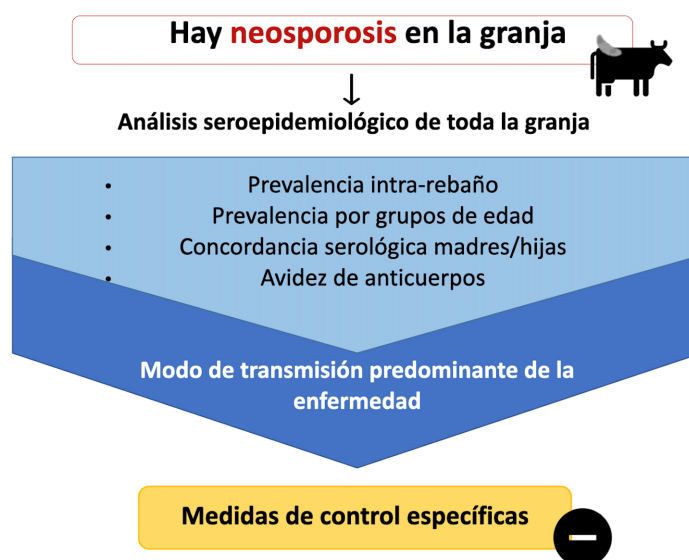 Hay neosporosis en la granja
Análisis seroepidemiológico de toda la granja
• Prevalencia intra-rebaño
• Prevalencia por grupos de edad
• Concordancia serológica madres/hijas
• Avidez de anticuerpos
Modo de transmisión predominante de la
enfermedad
Medidas de control específicas